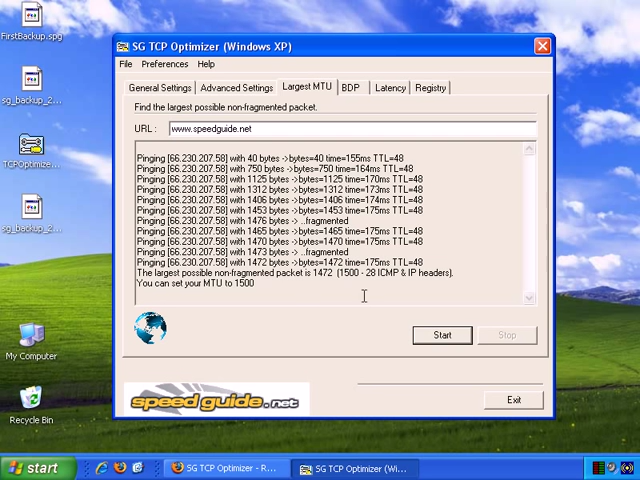 FirstBackup.spg
sg_backup_2...
TCPOptimize...
sg_backup_2...
My Computer
Recycle Bin
SG TCP Optimizer (Windows XP)
File Preferences Help
General Settings Advanced Settings Largest MTU BDP Latency Registry
Find the largest possible non-fragmented packet.
URL : www.speedguide.net
Pinging [66.230.207.58] with 40 bytes ->bytes=40 time=155ms TTL=48
Pinging [66.230.207.58] with 750 bytes ->bytes=750 time=164ms TTL=48
Pinging [66.230.207.58] with 1125 bytes ->bytes=1125 time=170ms TTL=48
Pinging [66.230.207.58] with 1312 bytes ->bytes=1312 time=173ms TTL=48
Pinging [66.230.207.58] with 1406 bytes ->bytes=1406 time=174ms TTL=48
Pinging [66.230.207.58] with 1453 bytes ->bytes=1453 time=175ms TTL=48
Pinging [66.230.207.58] with 1476 bytes -> ..fragmented
Pinging [66.230.207.58] with 1465 bytes ->bytes=1465 time=175ms TTL=48
Pinging [66.230.207.58] with 1470 bytes ->bytes=1470 time=175ms TTL=48
Pinging [66.230.207.58] with 1473 bytes -> ..fragmented
Pinging [66.230.207.58] with 1472 bytes ->bytes=1472 time=175ms TTL=48
The largest possible non-fragmented packet is 1472 (1500 - 28 ICMP & IP headers).
You can set your MTU to 1500
Start Stop
speed guide.net
Exit
start SG TCP Optimizer - R... SG TCP Optimizer (Wi...